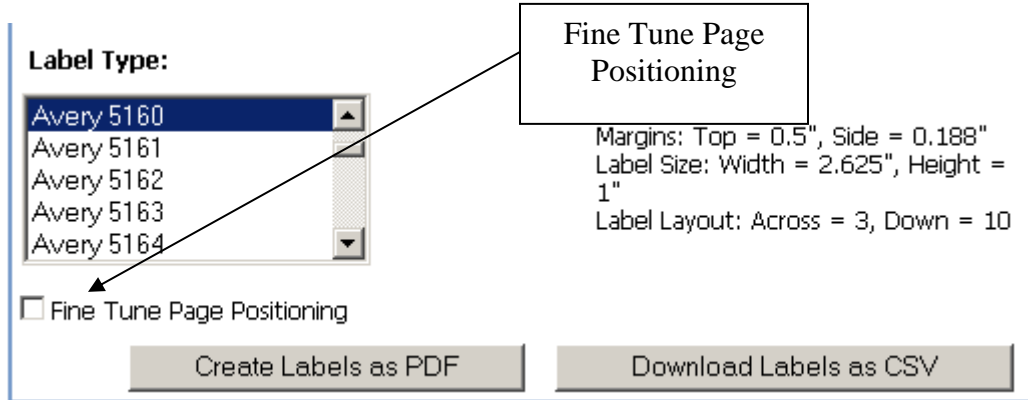 Fine Tune Page
Positioning
Label Type:
Avery 5160
Avery 5161
Avery 5162
Avery 5163
Avery 5164
Margins: Top = 0.5", Side = 0.188"
Label Size: Width = 2.625", Height =
1"
Label Layout: Across = 3, Down = 10
Fine Tune Page Positioning
Create Labels as PDF
Download Labels as CSV